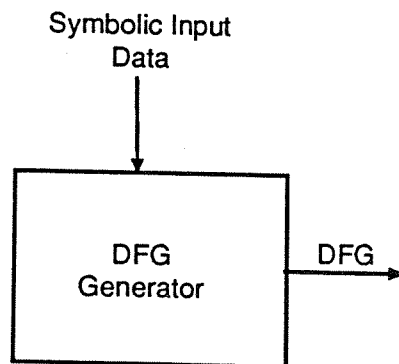 Symbolic Input
Data
DFG
Generator
DFG